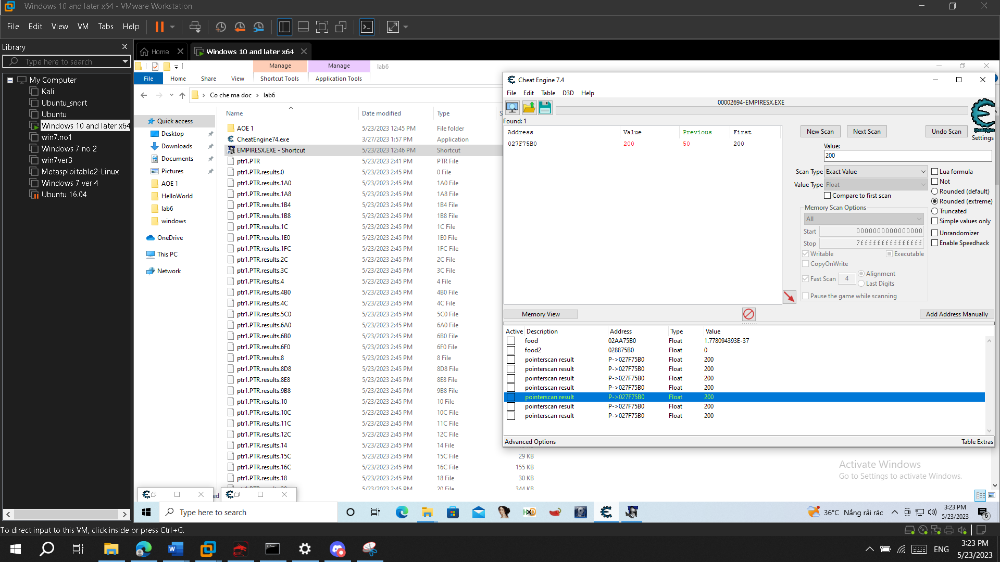 Windows 10 and later x64 - VMware Workstation
File Edit View VM Tabs Help
Library
Type here to search
My Computer
Kali
Ubuntu_snort
Ubuntu
Windows 10 and later x64
win7.no1
Windows 7 no 2
win7ver3
Metasploitable2-Linux
Windows 7 ver 4
Ubuntu 16.04
Home
Windows 10 and later x64
Manage Manage lab6
File Home Share View Shortcut Tools Application Tools
Co che ma doc lab6
Quick access
Desktop
Downloads
Documents
Pictures
AOE 1
HelloWorld
lab6
windows
OneDrive
This PC
Network
Name Date modified Type S
AOE 1 5/23/2023 12:45 PM File folder
CheatEngine74.exe 3/27/2023 1:57 PM Application
EMPIRESX.EXE - Shortcut 5/23/2023 12:46 PM Shortcut
ptr1.PTR 5/23/2023 2:41 PM PTR File
ptr1.PTR.results.0 5/23/2023 2:45 PM 0 File
ptr1.PTR.results.1A0 5/23/2023 2:45 PM 1A0 File
ptr1.PTR.results.1A8 5/23/2023 2:45 PM 1A8 File
ptr1.PTR.results.1B4 5/23/2023 2:45 PM 1B4 File
ptr1.PTR.results.1B8 5/23/2023 2:45 PM 1B8 File
ptr1.PTR.results.1C 5/23/2023 2:45 PM 1C File
ptr1.PTR.results.1E0 5/23/2023 2:45 PM 1E0 File
ptr1.PTR.results.1FC 5/23/2023 2:45 PM 1FC File
ptr1.PTR.results.2C 5/23/2023 2:45 PM 2C File
ptr1.PTR.results.3C 5/23/2023 2:45 PM 3C File
ptr1.PTR.results.4 5/23/2023 2:45 PM 4 File
ptr1.PTR.results.4B0 5/23/2023 2:45 PM 4B0 File
ptr1.PTR.results.4C 5/23/2023 2:45 PM 4C File
ptr1.PTR.results.5C0 5/23/2023 2:45 PM 5C0 File
ptr1.PTR.results.6A0 5/23/2023 2:45 PM 6A0 File
ptr1.PTR.results.6B0 5/23/2023 2:45 PM 6B0 File
ptr1.PTR.results.6F0 5/23/2023 2:45 PM 6F0 File
ptr1.PTR.results.8 5/23/2023 2:45 PM 8 File
ptr1.PTR.results.8D8 5/23/2023 2:45 PM 8D8 File
ptr1.PTR.results.8E8 5/23/2023 2:45 PM 8E8 File
ptr1.PTR.results.9B8 5/23/2023 2:45 PM 9B8 File
ptr1.PTR.results.10 5/23/2023 2:45 PM 10 File
ptr1.PTR.results.10C 5/23/2023 2:45 PM 10C File
ptr1.PTR.results.11C 5/23/2023 2:45 PM 11C File
ptr1.PTR.results.12C 5/23/2023 2:45 PM 12C File
ptr1.PTR.results.14 5/23/2023 2:45 PM 14 File
ptr1.PTR.results.15C 5/23/2023 2:45 PM 15C File 29 KB
ptr1.PTR.results.16C 5/23/2023 2:45 PM 16C File 155 KB
ptr1.PTR.results.18 5/23/2023 2:45 PM 18 File 30 KB
5/23/2023 2:45 PM 20 File 344 KB
ed
Cheat Engine 7.4
File Edit Table D3D Help
00002694-EMPIRESX.EXE
Found: 1
Address Value Previous First
027F75B0 200 50 200
New Scan Next Scan Undo Scan
Cheat Engine
Settings
Value:
200
Scan Type Exact Value
Value Type Float
Compare to first scan
Lua formula
Not
Rounded (default)
Rounded (extreme)
Truncated
Simple values only
Unrandomizer
Enable Speedhack
Memory Scan Options
All
Start 0000000000000000
Stop 7fffffffffffffff
Writable Executable
CopyOnWrite
Fast Scan 4 Alignment
Last Digits
Pause the game while scanning
Memory View Add Address Manually
Active Description Address Type Value
food 02AA75B0 Float 1.778094393E-37
food2 028875B0 Float 0
pointerscan result P->027F75B0 Float 200
pointerscan result P->027F75B0 Float 200
pointerscan result P->027F75B0 Float 200
pointerscan result P->027F75B0 Float 200
pointerscan result P->027F75B0 Float 200
pointerscan result P->027F75B0 Float 200
pointerscan result P->027F75B0 Float 200
Advanced Options Table Extras
Activate Windows
Go to Settings to activate Windows.
Type here to search
36°C Nắng rải rác
3:23 PM
5/23/2023
6
To direct input to this VM, click inside or press Ctrl+G.
ENG
3:23 PM
5/23/2023